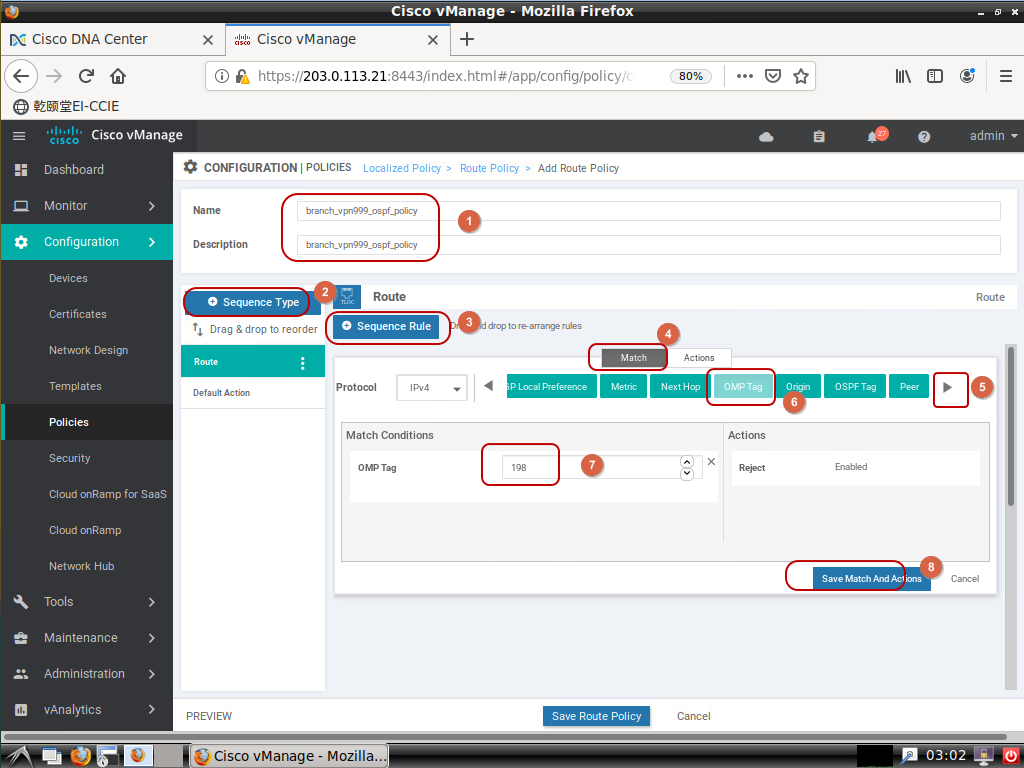 Cisco vManage - Mozilla Firefox
Cisco DNA Center
Cisco vManage
https://203.0.113.21:8443/index.html#/app/config/policy/c
80%
乾颐堂EI-CCIE
cisco
Cisco vManage
27
admin
Dashboard
Monitor
Configuration
Devices
Certificates
Network Design
Templates
Policies
Security
Cloud onRamp for SaaS
Cloud onRamp
Network Hub
Tools
Maintenance
Administration
vAnalytics
CONFIGURATION | POLICIES Localized Policy > Route Policy > Add Route Policy
Name branch_vpn999_ospf_policy
1
Description branch_vpn999_ospf_policy
Sequence Type
2
Drag & drop to reorder
Route
Default Action
TLOC
Route
Route
Sequence Rule
3
and drop to re-arrange rules
4
Match Actions
Protocol IPv4
GP Local Preference Metric Next Hop OMP Tag Origin OSPF Tag Peer
5
6
Match Conditions
OMP Tag 198
7
Actions
Reject Enabled
8
Save Match And Actions Cancel
PREVIEW Save Route Policy Cancel
Cisco vManage - Mozilla...
03:02